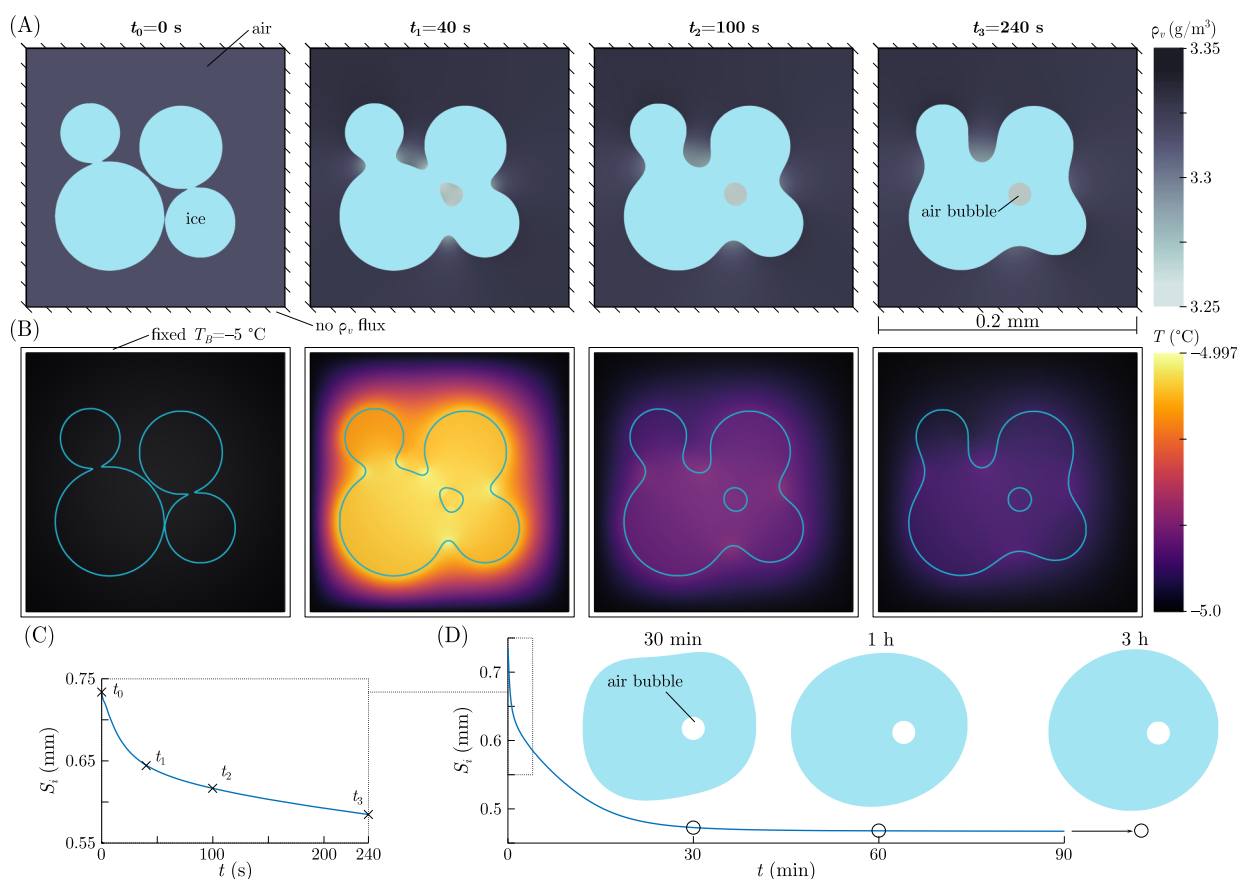 (A)
t₀=0 s
t₁=40 s
t₂=100 s
t₃=240 s
ρᵥ (g/m³)
air
ice
air bubble
3.35
3.3
3.25
no ρᵥ flux
0.2 mm
(B)
fixed T_B=–5 °C
T (°C)
–4.997
–5.0
(C)
Sᵢ (mm)
0.75
0.65
0.55
t₀
t₁
t₂
t₃
0
100
200
240
t (s)
(D)
30 min
1 h
3 h
air bubble
Sᵢ (mm)
0.7
0.6
0.5
0
30
60
90
t (min)